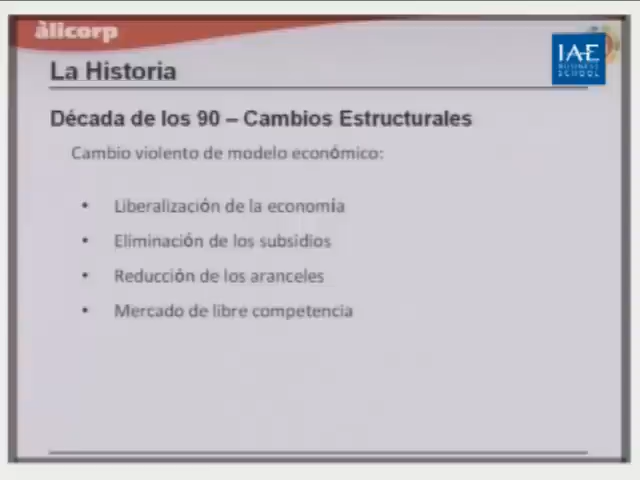 àlicorp
IAE
BUSINESS
SCHOOL
La Historia
Década de los 90 – Cambios Estructurales
Cambio violento de modelo económico:
• Liberalización de la economía
• Eliminación de los subsidios
• Reducción de los aranceles
• Mercado de libre competencia